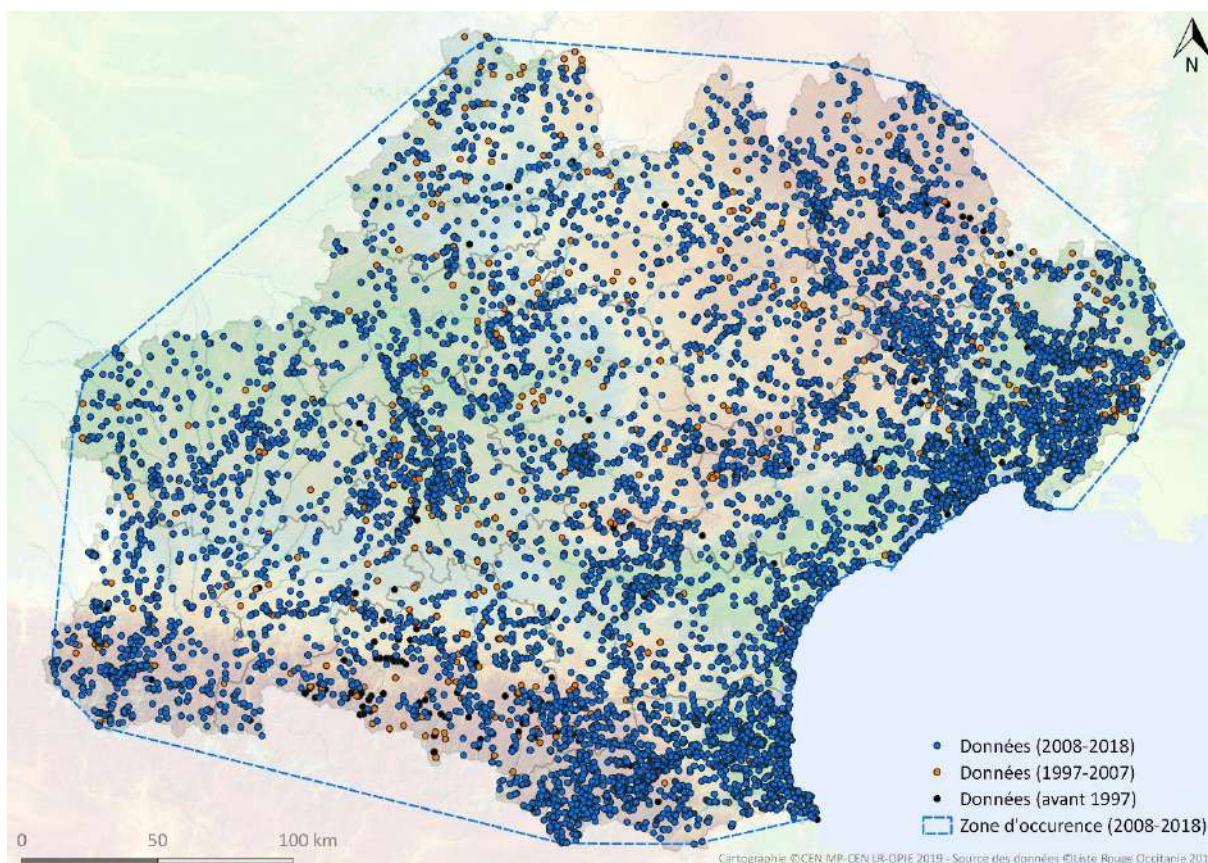 N
Données (2008-2018)
Données (1997-2007)
Données (avant 1997)
Zone d'occurence (2008-2018)
0 50 100 km
Cartographie ©CEN MP-CEN LR-OPIE 2019 - Source des données ©Liste Rouge Occitanie 201